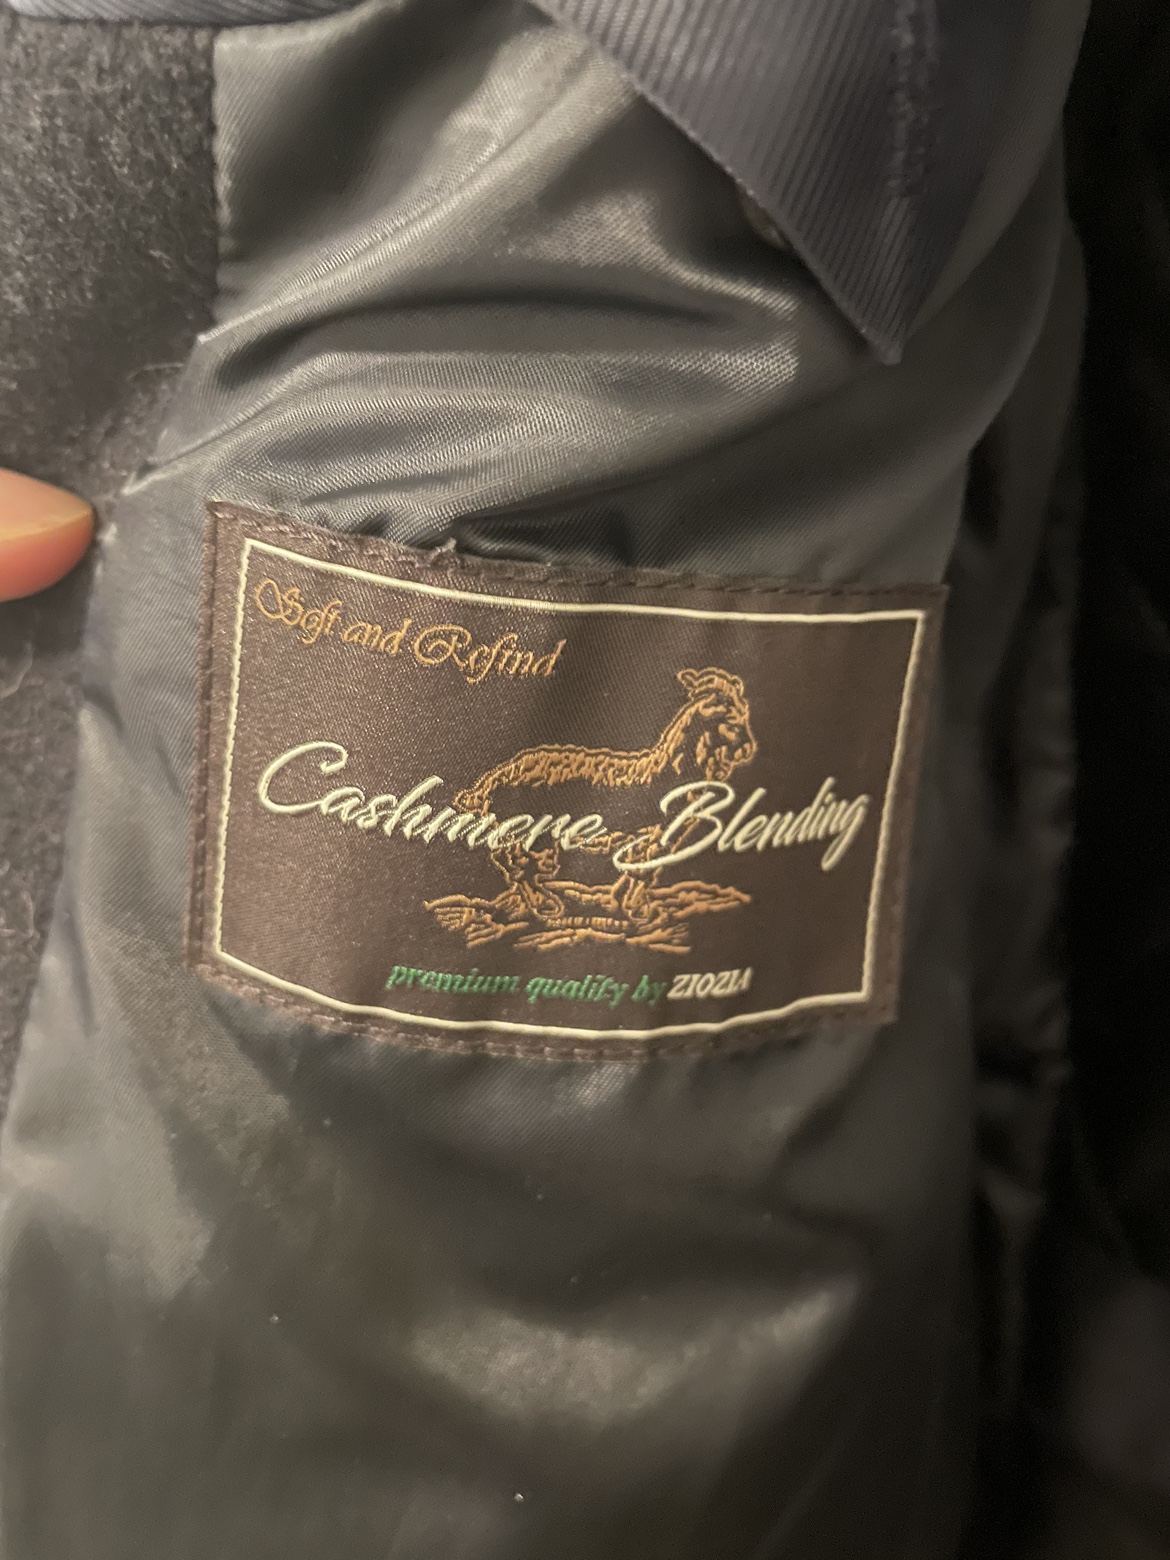 Soft and Refind
Cashmere Blending
premium quality by ZIOZIA